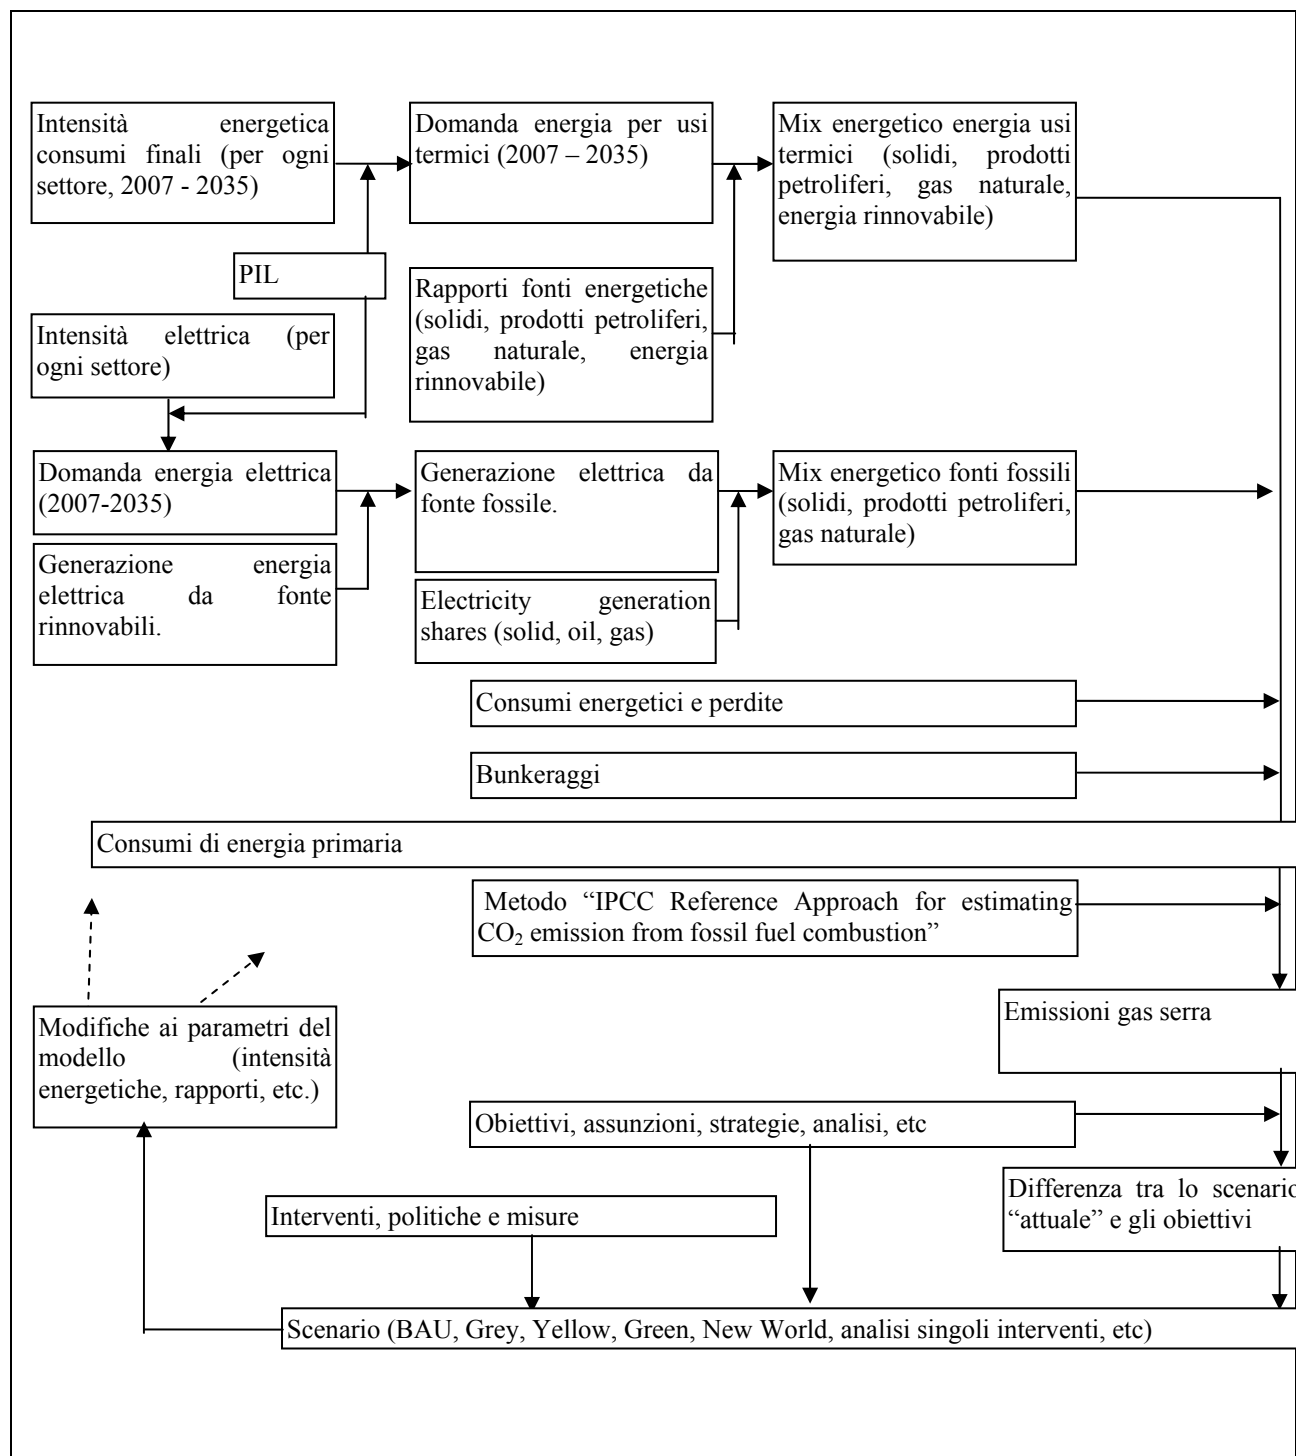 Intensità energetica
consumi finali (per ogni
settore, 2007 - 2035)
Domanda energia per usi
termici (2007 – 2035)
Mix energetico energia usi
termici (solidi, prodotti
petroliferi, gas naturale,
energia rinnovabile)
PIL
Rapporti fonti energetiche
(solidi, prodotti petroliferi,
gas naturale, energia
rinnovabile)
Intensità elettrica (per
ogni settore)
Domanda energia elettrica
(2007-2035)
Generazione elettrica da
fonte fossile.
Mix energetico fonti fossili
(solidi, prodotti petroliferi,
gas naturale)
Generazione energia
elettrica da fonte
rinnovabili.
Electricity generation
shares (solid, oil, gas)
Consumi energetici e perdite
Bunkeraggi
Consumi di energia primaria
Metodo “IPCC Reference Approach for estimating
CO₂ emission from fossil fuel combustion”
Emissioni gas serra
Modifiche ai parametri del
modello (intensità
energetiche, rapporti, etc.)
Obiettivi, assunzioni, strategie, analisi, etc
Differenza tra lo scenario
“attuale” e gli obiettivi
Interventi, politiche e misure
Scenario (BAU, Grey, Yellow, Green, New World, analisi singoli interventi, etc)